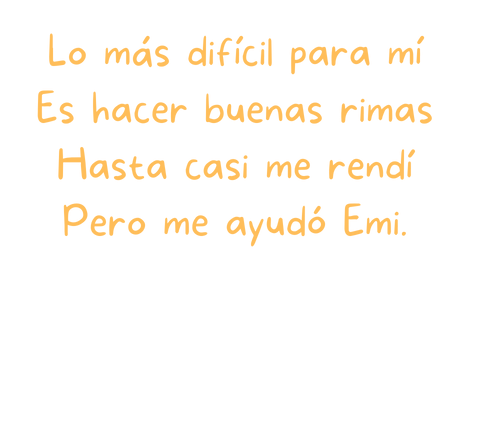 Lo más difícil para mí
Es hacer buenas rimas
Hasta casi me rendí
Pero me ayudó Emi.